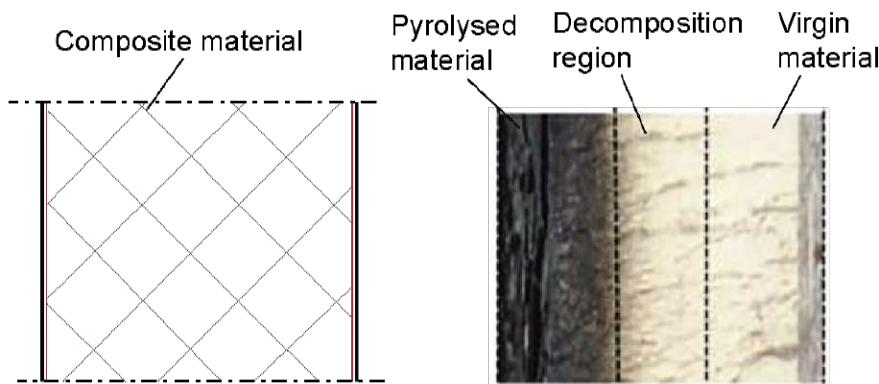 Composite material
Pyrolysed
material
Decomposition
region
Virgin
material